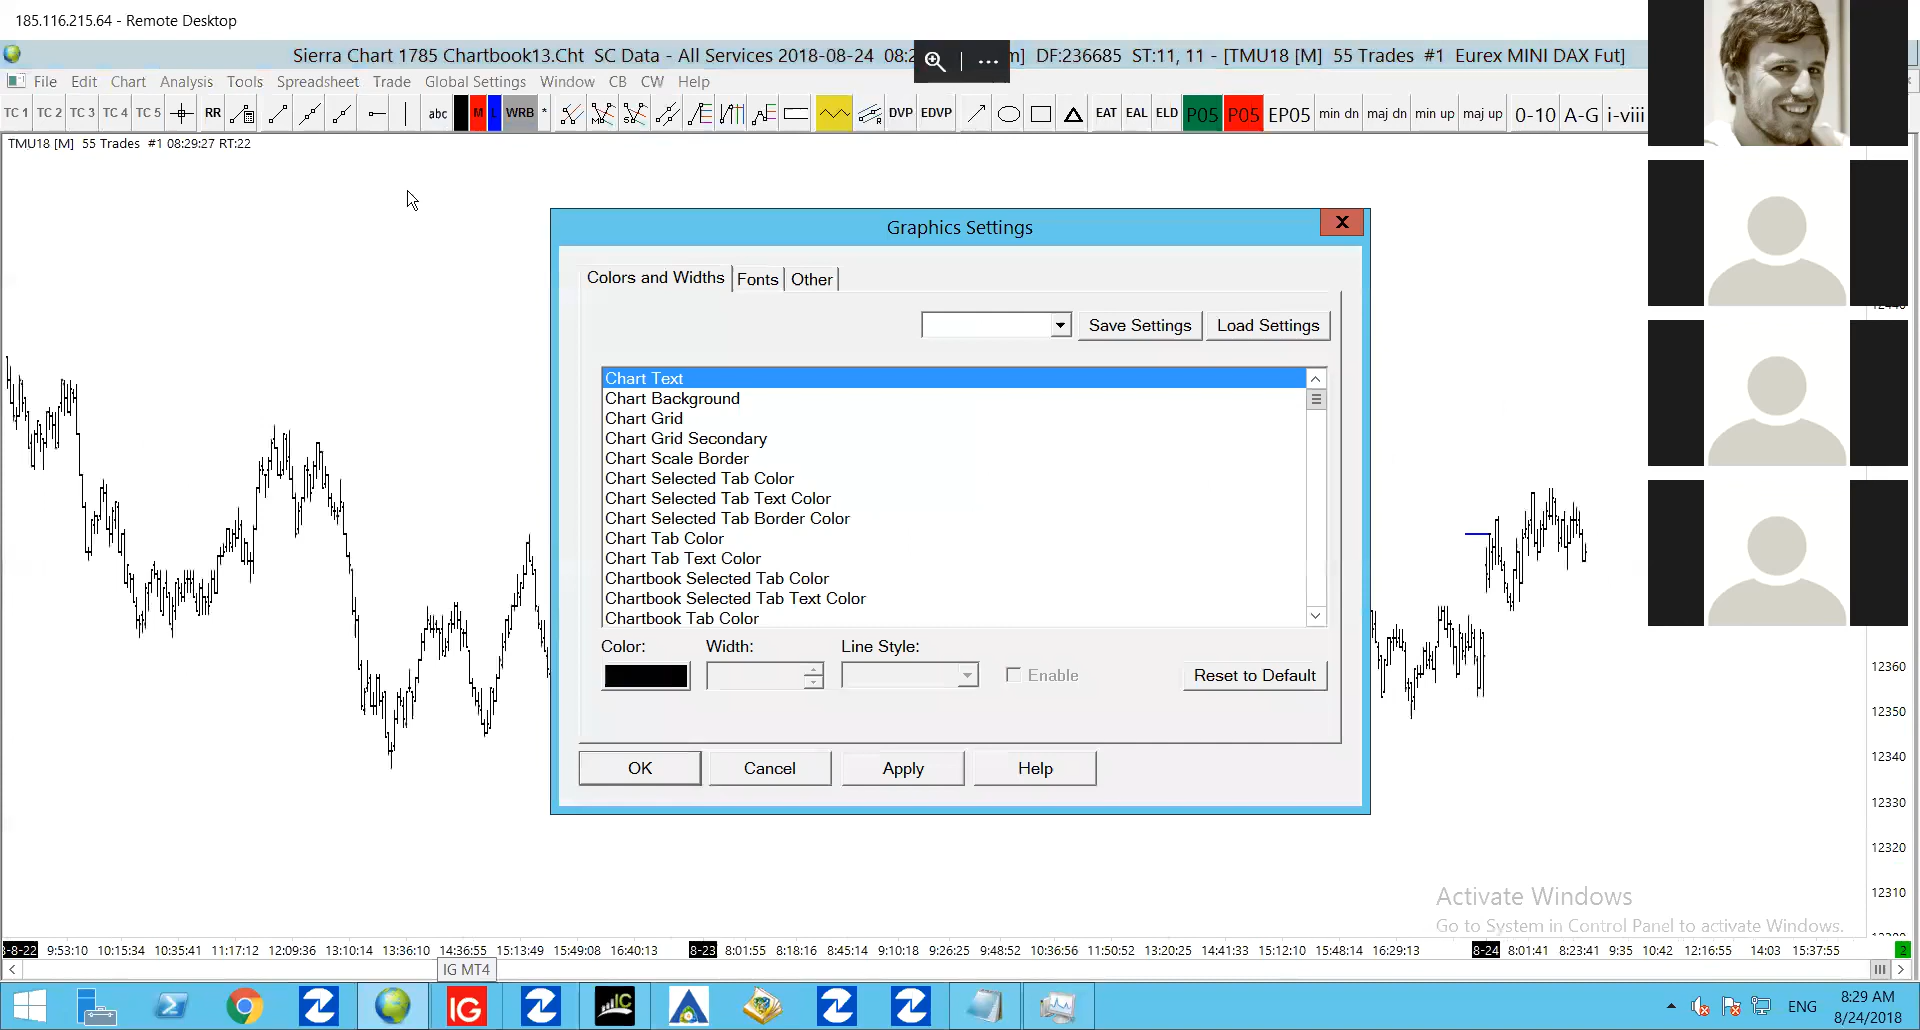 185.116.215.64 - Remote Desktop
Sierra Chart 1785 Chartbook13.Cht SC Data - All Services 2018-08-24 08:2
m] DF:236685 ST:11, 11 - [TMU18 [M] 55 Trades #1 Eurex MINI DAX Fut]
File Edit Chart Analysis Tools Spreadsheet Trade Global Settings Window CB CW Help
TC 1 TC 2 TC 3 TC 4 TC 5 RR abc M L WRB * DVP EDVP EAT EAL ELD P05 P05 EP05 min dn maj dn min up maj up 0-10 A-G i-viii
TMU18 [M] 55 Trades #1 08:29:27 RT:22
Graphics Settings
X
Colors and Widths Fonts Other
Save Settings Load Settings
Chart Text
Chart Background
Chart Grid
Chart Grid Secondary
Chart Scale Border
Chart Selected Tab Color
Chart Selected Tab Text Color
Chart Selected Tab Border Color
Chart Tab Color
Chart Tab Text Color
Chartbook Selected Tab Color
Chartbook Selected Tab Text Color
Chartbook Tab Color
Color: Width: Line Style:
Enable
Reset to Default
OK Cancel Apply Help
12360
12350
12340
12330
12320
12310
Activate Windows
Go to System in Control Panel to activate Windows.
-8-22 9:53:10 10:15:34 10:35:41 11:17:12 12:09:36 13:10:14 13:36:10 14:36:55 15:13:49 15:49:08 16:40:13 8-23 8:01:55 8:18:16 8:45:14 9:10:18 9:26:25 9:48:52 10:36:56 11:50:52 13:20:25 14:41:33 15:12:10 15:48:14 16:29:13 8-24 8:01:41 8:23:41 9:35 10:42 12:16:55 14:03 15:37:55 2
IG MT4
IG
IC
ENG
8:29 AM
8/24/2018